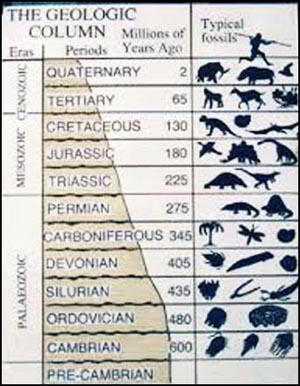 THE GEOLOGIC
COLUMN
Millions of
Years Ago
Typical
fossils
Eras
Periods
CENOZOIC
QUATERNARY 2
TERTIARY 65
MESOZOIC
CRETACEOUS 130
JURASSIC 180
TRIASSIC 225
PALAEOZOIC
PERMIAN 275
CARBONIFEROUS 345
DEVONIAN 405
SILURIAN 435
ORDOVICIAN 480
CAMBRIAN 600
PRE-CAMBRIAN